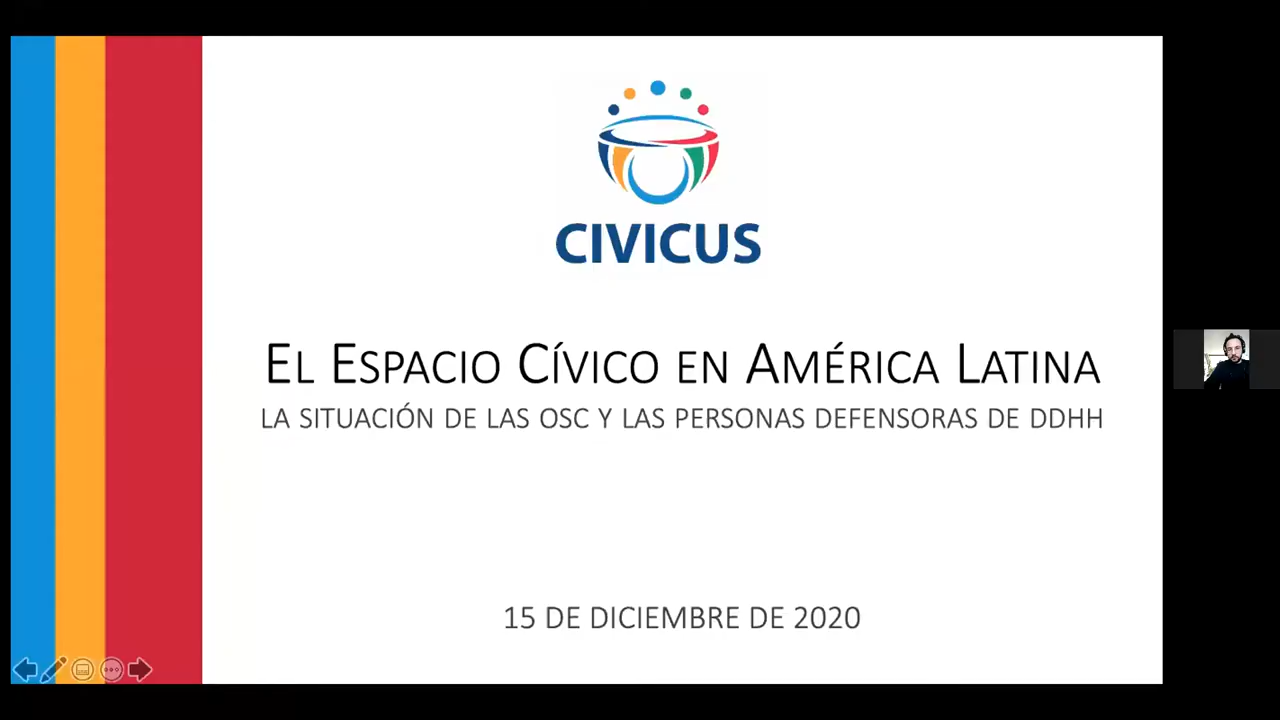 CIVICUS
EL ESPACIO CÍVICO EN AMÉRICA LATINA
LA SITUACIÓN DE LAS OSC Y LAS PERSONAS DEFENSORAS DE DDHH
15 DE DICIEMBRE DE 2020